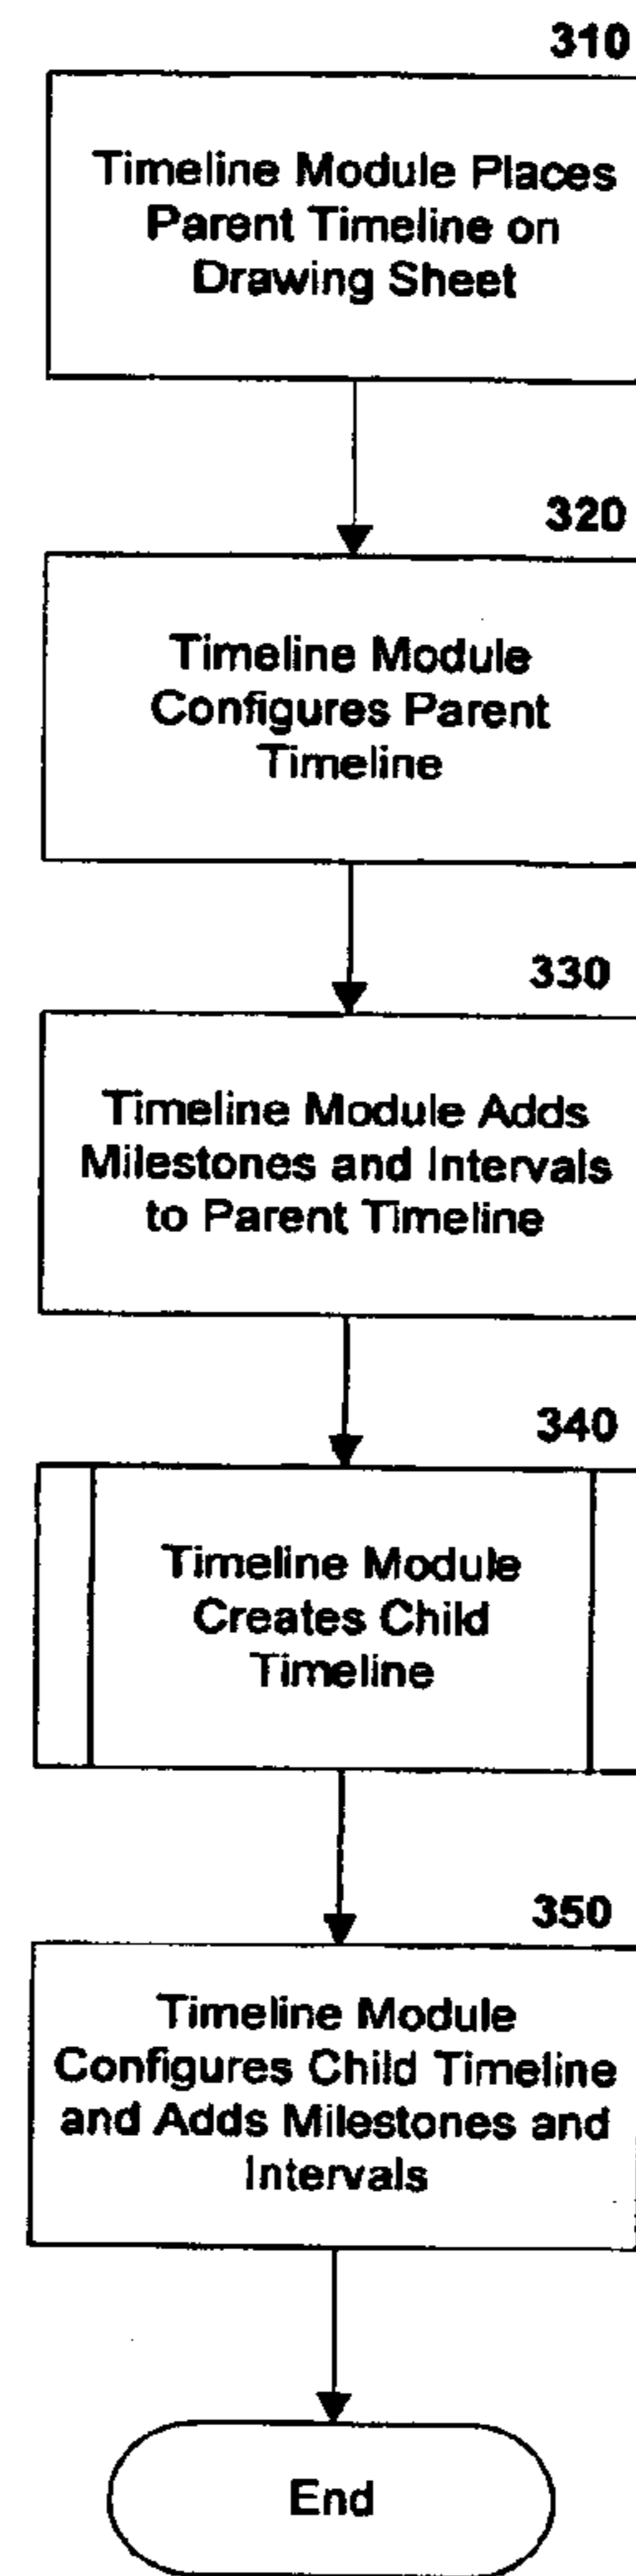 310
Timeline Module Places
Parent Timeline on
Drawing Sheet
320
Timeline Module
Configures Parent
Timeline
330
Timeline Module Adds
Milestones and Intervals
to Parent Timeline
340
Timeline Module
Creates Child
Timeline
350
Timeline Module
Configures Child Timeline
and Adds Milestones and
Intervals
End